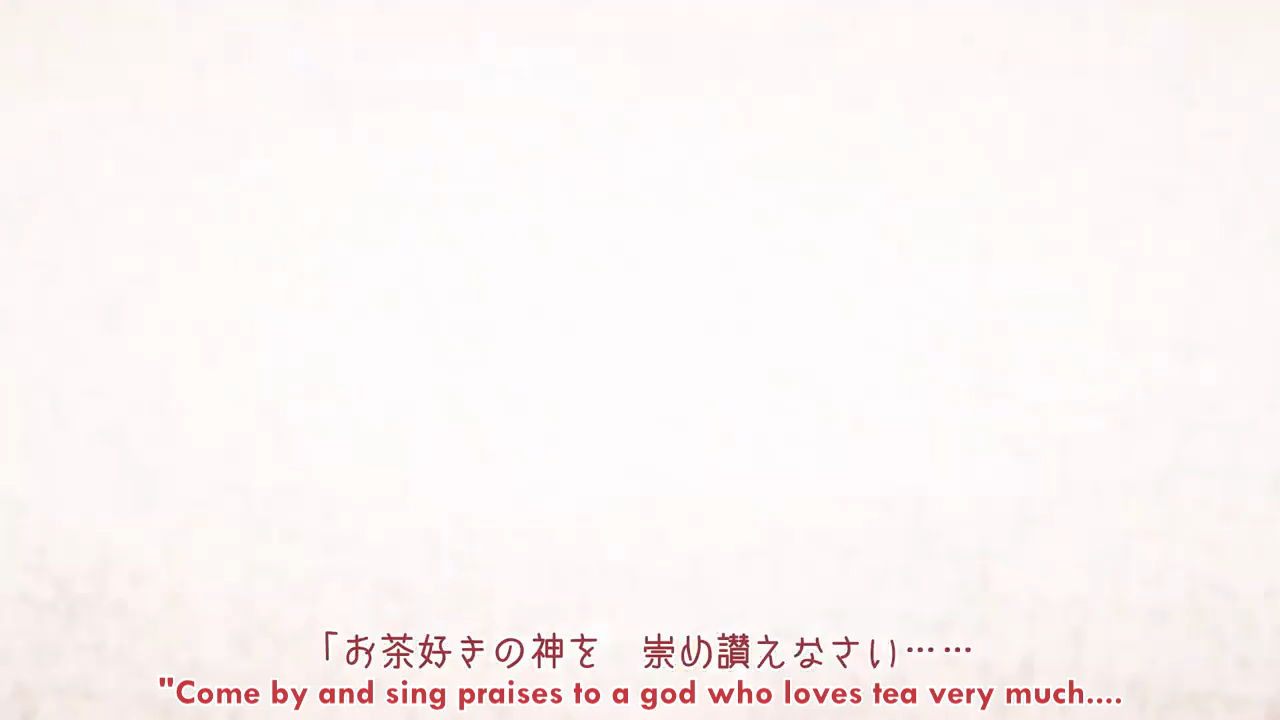 「お茶好きの神を　崇め讃えなさい……
"Come by and sing praises to a god who loves tea very much....